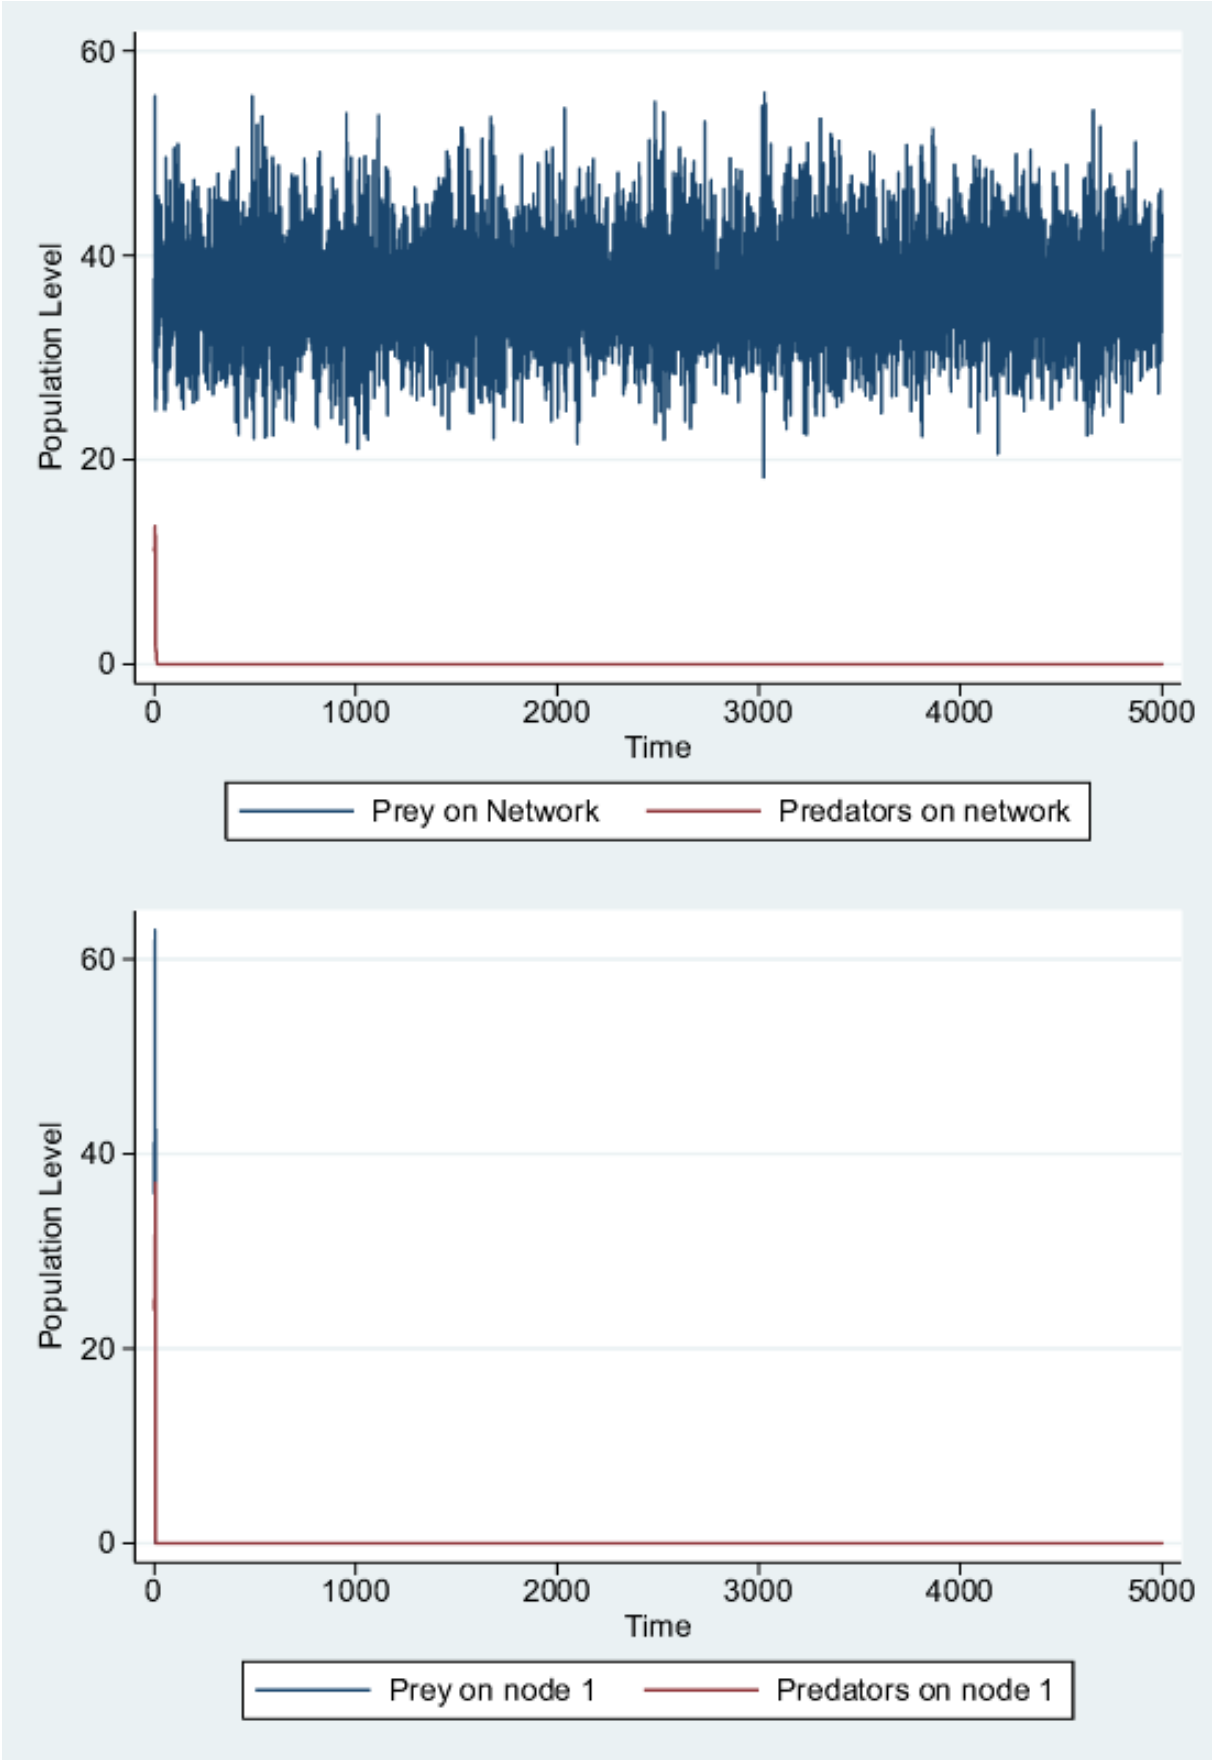 60
40
20
0
Population Level
0 1000 2000 3000 4000 5000
Time
Prey on Network Predators on network
60
40
20
0
Population Level
0 1000 2000 3000 4000 5000
Time
Prey on node 1 Predators on node 1